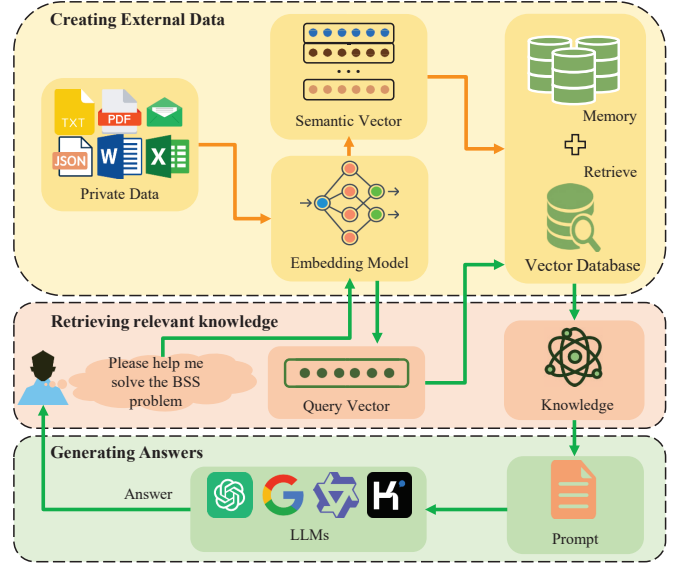 Creating External Data
TXT
PDF
JSON
W
X
Private Data
...
Semantic Vector
Embedding Model
Memory
Retrieve
Vector Database
Retrieving relevant knowledge
Please help me
solve the BSS
problem
Query Vector
Knowledge
Generating Answers
Answer
G
K
LLMs
Prompt